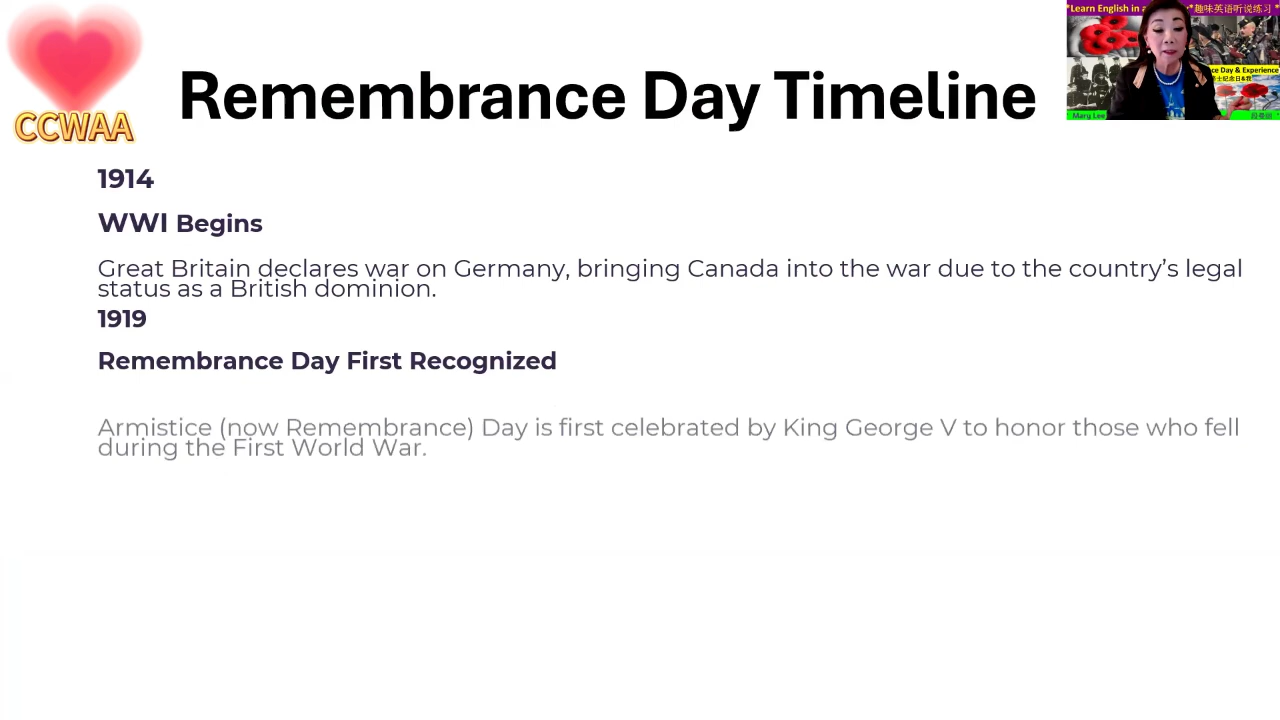 CCWAA
Remembrance Day Timeline
*Learn English in a
*趣味英语听说练习 *
ce Day & Experience
Mary Lee
1914
WWI Begins
Great Britain declares war on Germany, bringing Canada into the war due to the country’s legal
status as a British dominion.
1919
Remembrance Day First Recognized
Armistice (now Remembrance) Day is first celebrated by King George V to honor those who fell
during the First World War.